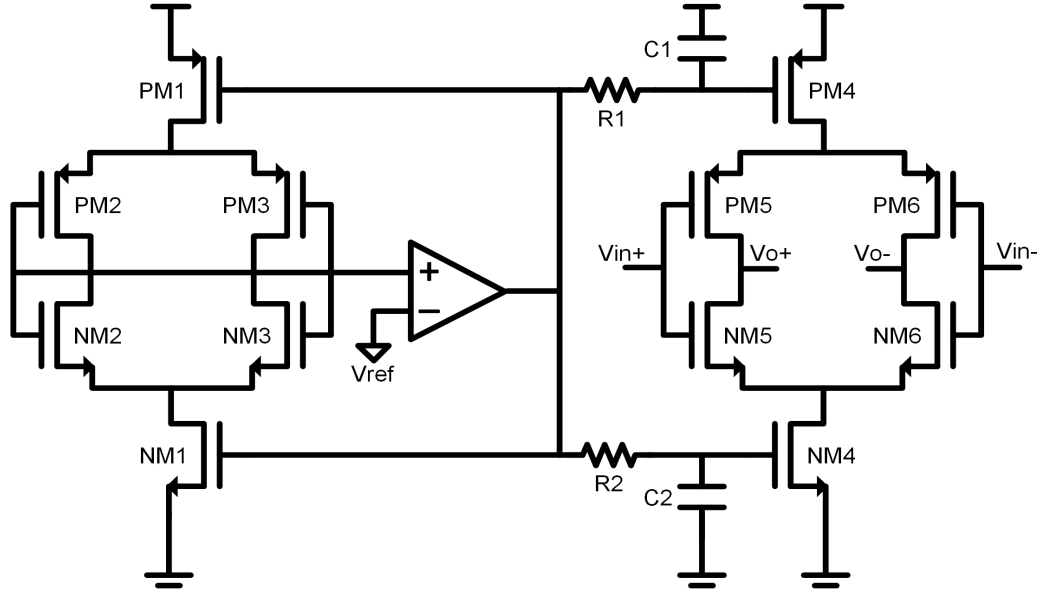 C1
PM1
PM4
R1
PM2
PM3
PM5
PM6
Vin+
Vo+
Vo-
Vin-
+
−
NM2
NM3
NM5
NM6
Vref
NM1
NM4
R2
C2